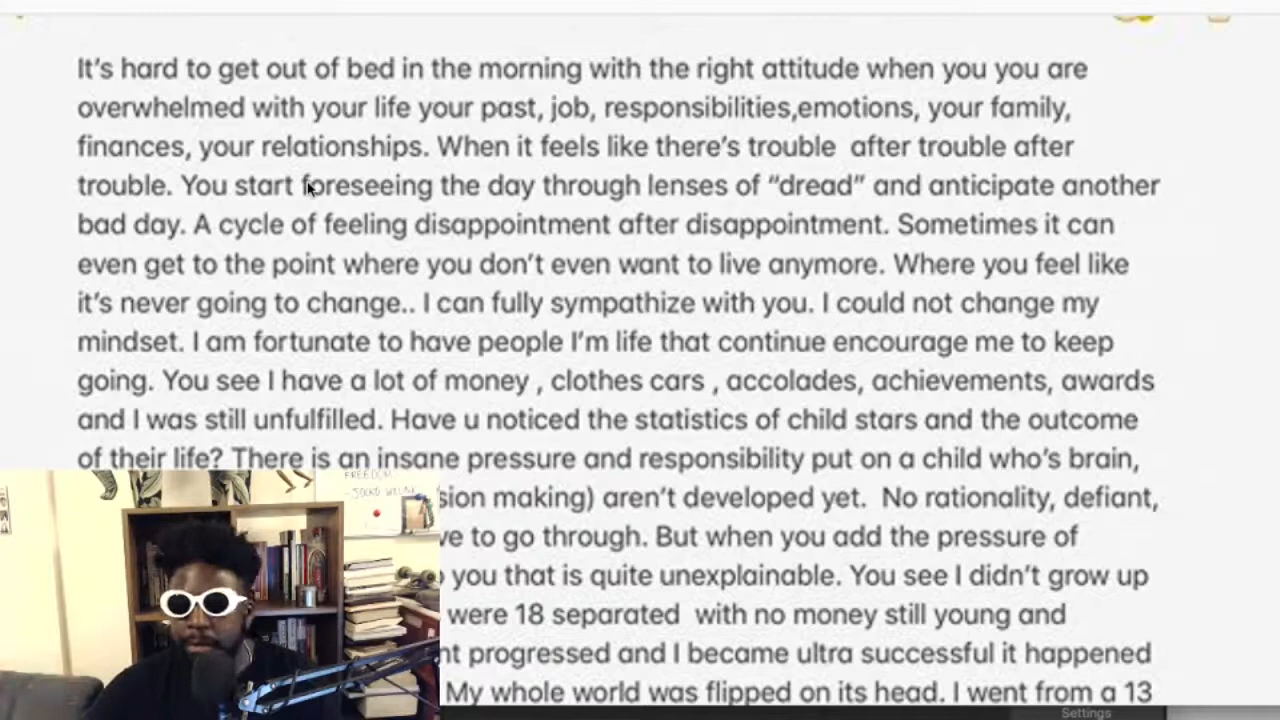 It’s hard to get out of bed in the morning with the right attitude when you you are
overwhelmed with your life your past, job, responsibilities,emotions, your family,
finances, your relationships. When it feels like there’s trouble  after trouble after
trouble. You start foreseeing the day through lenses of “dread” and anticipate another
bad day. A cycle of feeling disappointment after disappointment. Sometimes it can
even get to the point where you don’t even want to live anymore. Where you feel like
it’s never going to change.. I can fully sympathize with you. I could not change my
mindset. I am fortunate to have people I’m life that continue encourage me to keep
going. You see I have a lot of money , clothes cars , accolades, achievements, awards
and I was still unfulfilled. Have u noticed the statistics of child stars and the outcome
of their life? There is an insane pressure and responsibility put on a child who’s brain,
sion making) aren’t developed yet.  No rationality, defiant,
ve to go through. But when you add the pressure of
you that is quite unexplainable. You see I didn’t grow up
were 18 separated  with no money still young and
nt progressed and I became ultra successful it happened
My whole world was flipped on its head. I went from a 13
FREEDOM
- JOCKO WILLINK
Settings